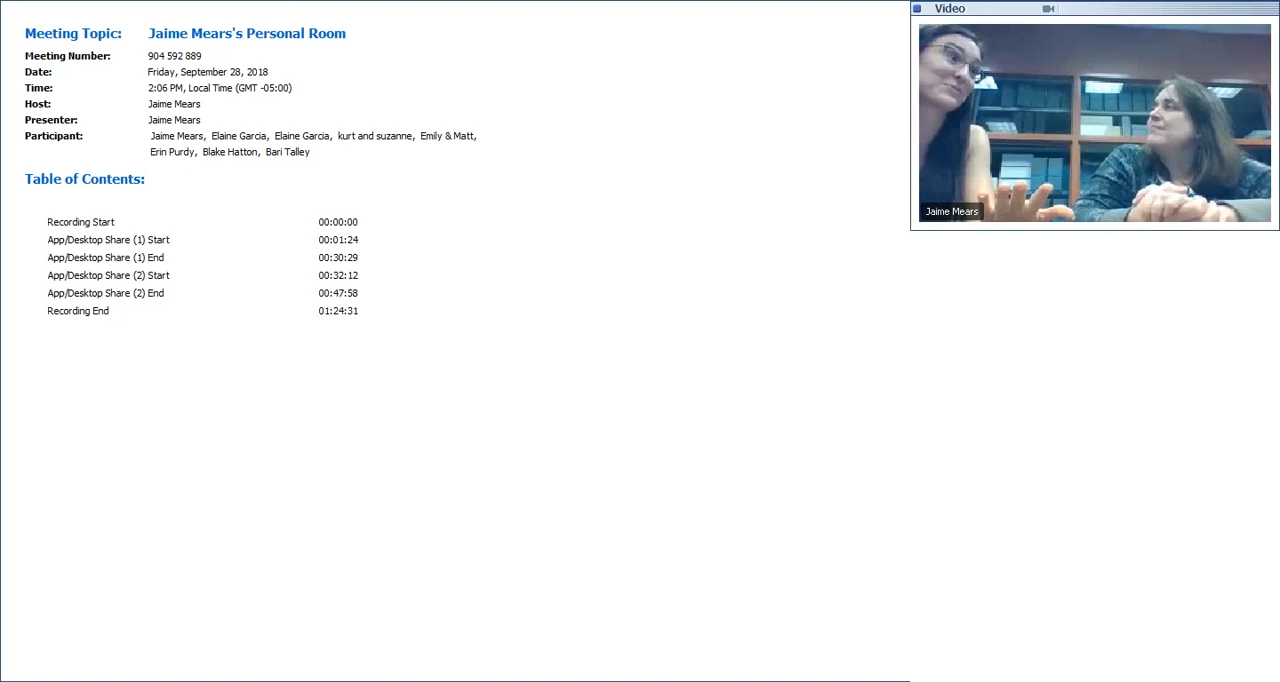 Meeting Topic: Jaime Mears's Personal Room
Meeting Number: 904 592 889
Date: Friday, September 28, 2018
Time: 2:06 PM, Local Time (GMT -05:00)
Host: Jaime Mears
Presenter: Jaime Mears
Participant: Jaime Mears, Elaine Garcia, Elaine Garcia, kurt and suzanne, Emily & Matt,
Erin Purdy, Blake Hatton, Bari Talley
Table of Contents:
Recording Start 00:00:00
App/Desktop Share (1) Start 00:01:24
App/Desktop Share (1) End 00:30:29
App/Desktop Share (2) Start 00:32:12
App/Desktop Share (2) End 00:47:58
Recording End 01:24:31
Video
Jaime Mears